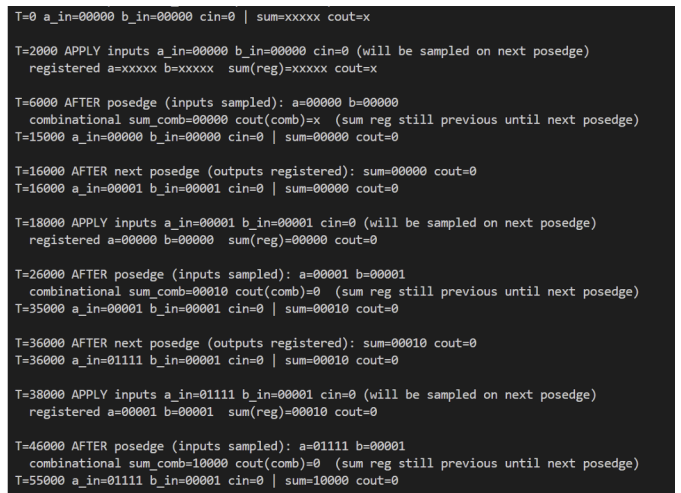 T=0 a_in=00000 b_in=00000 cin=0 | sum=xxxxx cout=x
T=2000 APPLY inputs a_in=00000 b_in=00000 cin=0 (will be sampled on next posedge)
registered a=xxxxx b=xxxxx sum(reg)=xxxxx cout=x
T=6000 AFTER posedge (inputs sampled): a=00000 b=00000
combinational sum_comb=00000 cout(comb)=x (sum reg still previous until next posedge)
T=15000 a_in=00000 b_in=00000 cin=0 | sum=00000 cout=0
T=16000 AFTER next posedge (outputs registered): sum=00000 cout=0
T=16000 a_in=00001 b_in=00001 cin=0 | sum=00000 cout=0
T=18000 APPLY inputs a_in=00001 b_in=00001 cin=0 (will be sampled on next posedge)
registered a=00000 b=00000 sum(reg)=00000 cout=0
T=26000 AFTER posedge (inputs sampled): a=00001 b=00001
combinational sum_comb=00010 cout(comb)=0 (sum reg still previous until next posedge)
T=35000 a_in=00001 b_in=00001 cin=0 | sum=00010 cout=0
T=36000 AFTER next posedge (outputs registered): sum=00010 cout=0
T=36000 a_in=01111 b_in=00001 cin=0 | sum=00010 cout=0
T=38000 APPLY inputs a_in=01111 b_in=00001 cin=0 (will be sampled on next posedge)
registered a=00001 b=00001 sum(reg)=00010 cout=0
T=46000 AFTER posedge (inputs sampled): a=01111 b=00001
combinational sum_comb=10000 cout(comb)=0 (sum reg still previous until next posedge)
T=55000 a_in=01111 b_in=00001 cin=0 | sum=10000 cout=0